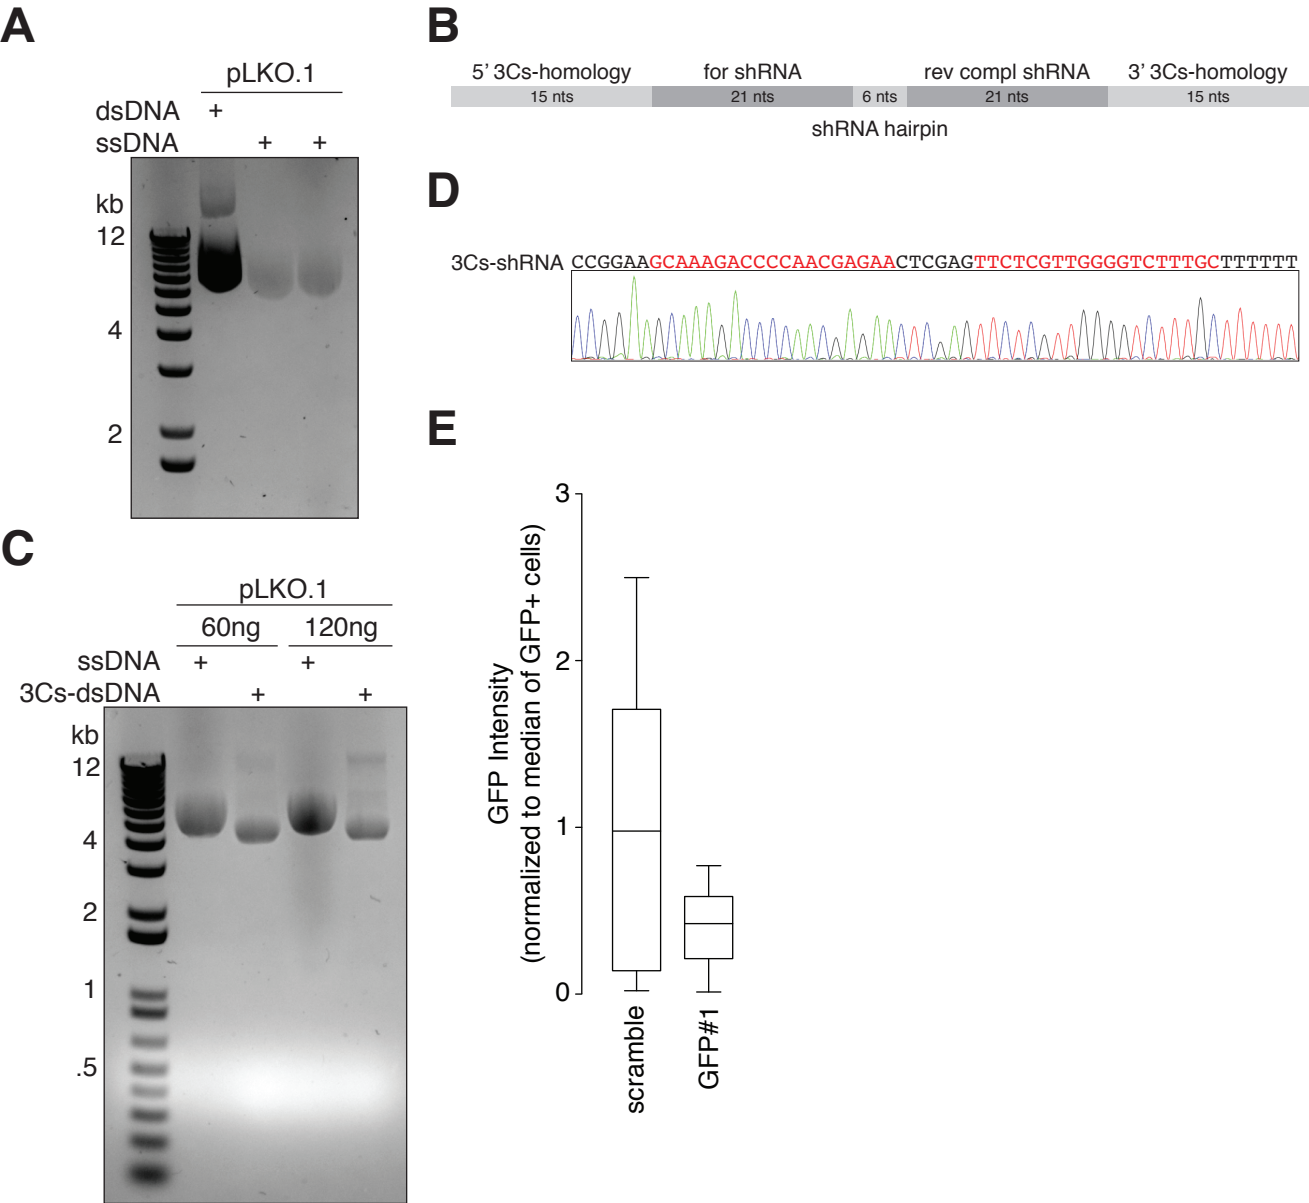 A
pLKO.1
dsDNA +
ssDNA + +
kb
12
4
2
B
5’ 3Cs-homology for shRNA rev compl shRNA 3’ 3Cs-homology
15 nts 21 nts 6 nts 21 nts 15 nts
shRNA hairpin
C
pLKO.1
60ng 120ng
ssDNA + +
3Cs-dsDNA + +
kb
12
4
2
1
.5
D
3Cs-shRNA CCGGAAGCAAAGACCCCAACGAGAACTCGAGTTCTCGTTGGGGTCTTTGCTTTTTT
E
GFP Intensity
(normalized to median of GFP+ cells)
3
2
1
0
scramble
GFP#1